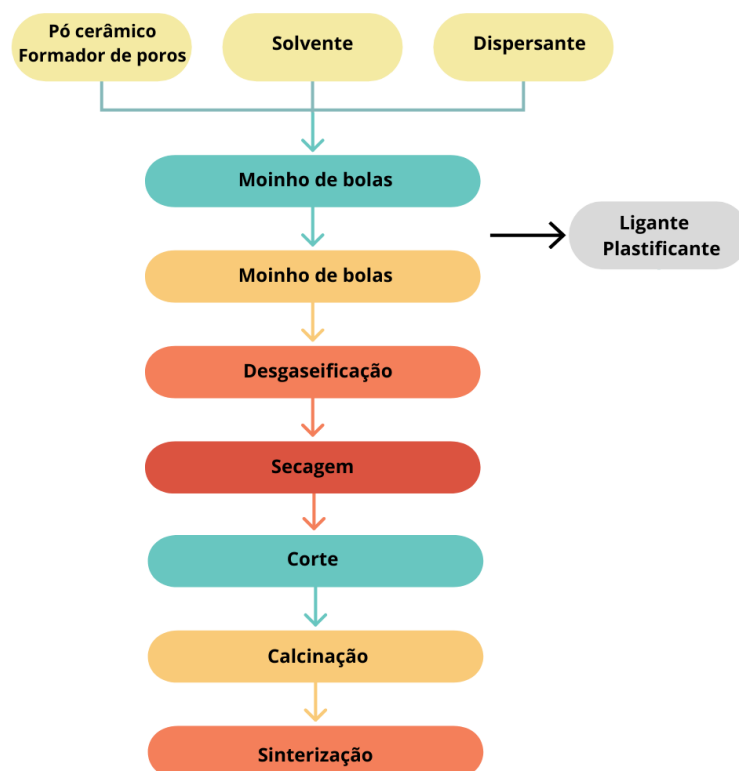 Pó cerâmico
Formador de poros
Solvente
Dispersante
Moinho de bolas
Ligante
Plastificante
Moinho de bolas
Desgaseificação
Secagem
Corte
Calcinação
Sinterização